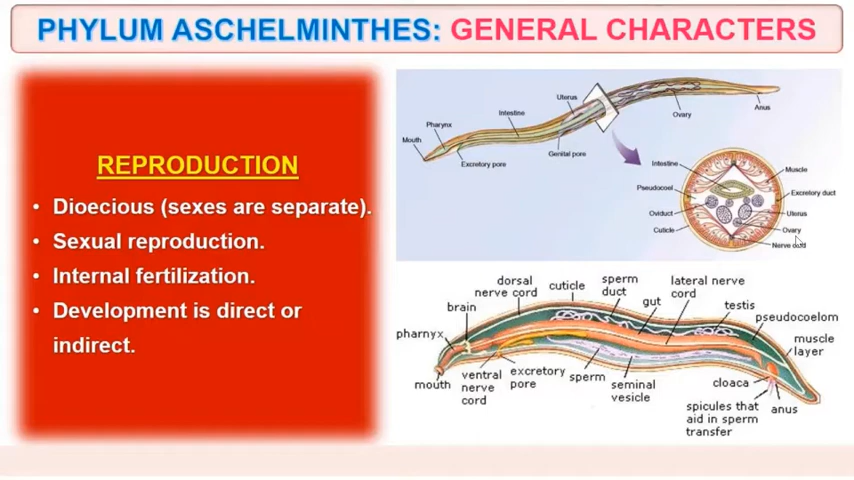 PHYLUM ASCHELMINTHES: GENERAL CHARACTERS
REPRODUCTION
• Dioecious (sexes are separate).
• Sexual reproduction.
• Internal fertilization.
• Development is direct or
indirect.
Mouth
Pharynx
Excretory pore
Intestine
Uterus
Genital pore
Ovary
Anus
Intestine
Pseudocoel
Oviduct
Cuticle
Muscle
Excretory duct
Uterus
Ovary
Nerve cord
pharnyx
brain
dorsal
nerve cord
cuticle
sperm
duct
gut
lateral nerve
cord
testis
pseudocoelom
muscle
layer
mouth
ventral
nerve
cord
excretory
pore
sperm
seminal
vesicle
cloaca
spicules that
aid in sperm
transfer
anus